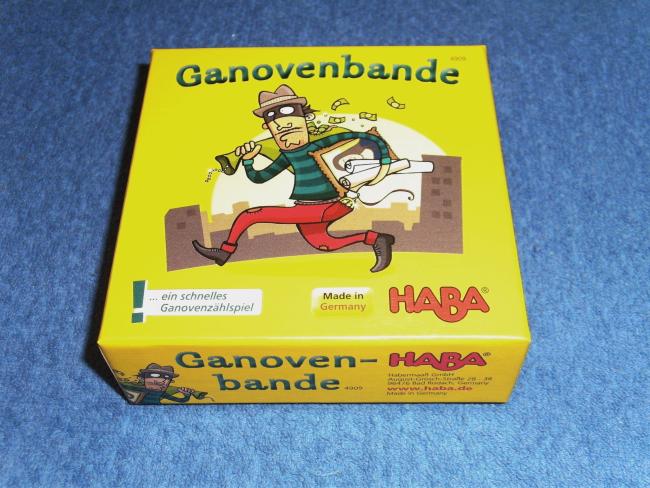 4909
Ganovenbande
... ein schnelles
Ganovenzählspiel
Made in
Germany
HABA®
Ganoven-
bande 4909
HABA®
Habermaaß GmbH
August-Grosch-Straße 28 - 38
96476 Bad Rodach, Germany
www.haba.de
Made in Germany